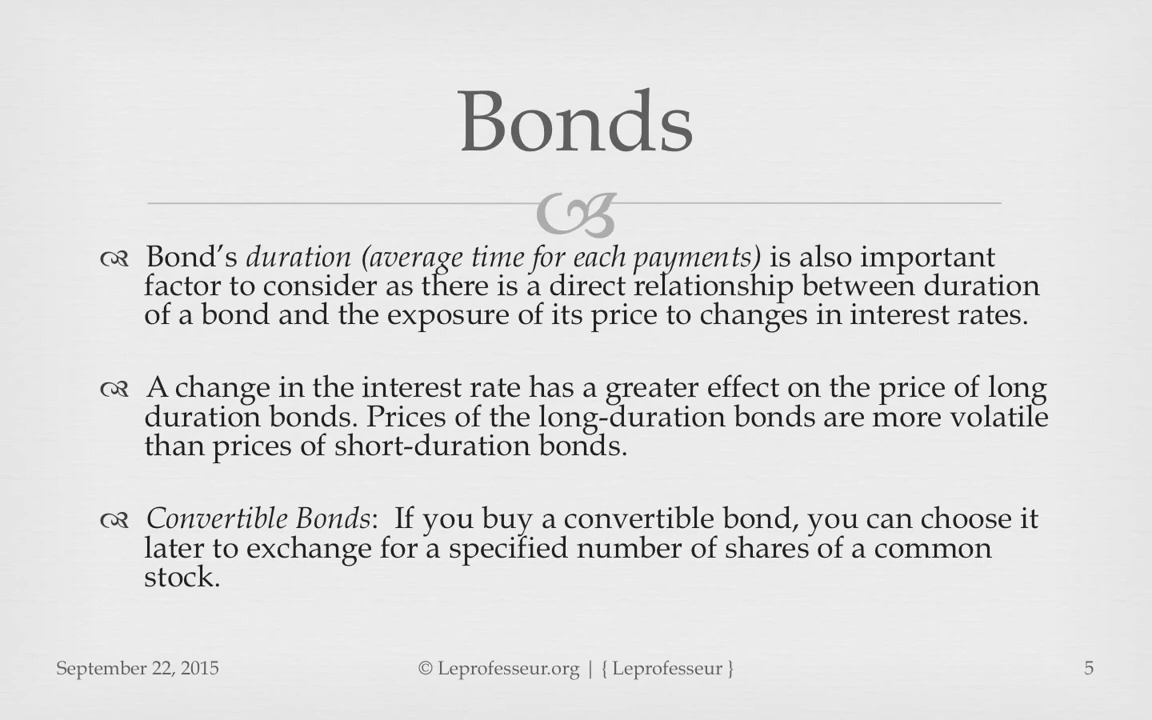 Bonds
Bond’s duration (average time for each payments) is also important
factor to consider as there is a direct relationship between duration
of a bond and the exposure of its price to changes in interest rates.
A change in the interest rate has a greater effect on the price of long
duration bonds. Prices of the long-duration bonds are more volatile
than prices of short-duration bonds.
Convertible Bonds:  If you buy a convertible bond, you can choose it
later to exchange for a specified number of shares of a common
stock.
September 22, 2015
© Leprofesseur.org | { Leprofesseur }
5